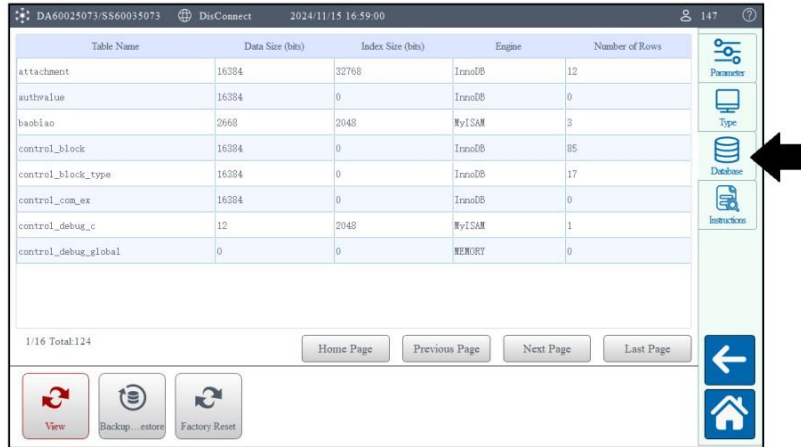 DA60025073/SS60035073 DisConnect 2024/11/15 16:59:00 147
Table Name Data Size (bits) Index Size (bits) Engine Number of Rows
attachment 16384 32768 InnoDB 12
authvalue 16384 0 InnoDB 0
baobiao 2668 2048 MyISAM 3
control_block 16384 0 InnoDB 85
control_block_type 16384 0 InnoDB 17
control_com_ex 16384 0 InnoDB 0
control_debug_c 12 2048 MyISAM 1
control_debug_global 0 0 MEMORY 0
1/16 Total:124
Home Page Previous Page Next Page Last Page
View Backup...estore Factory Reset
Parameter
Type
Database
Instructions